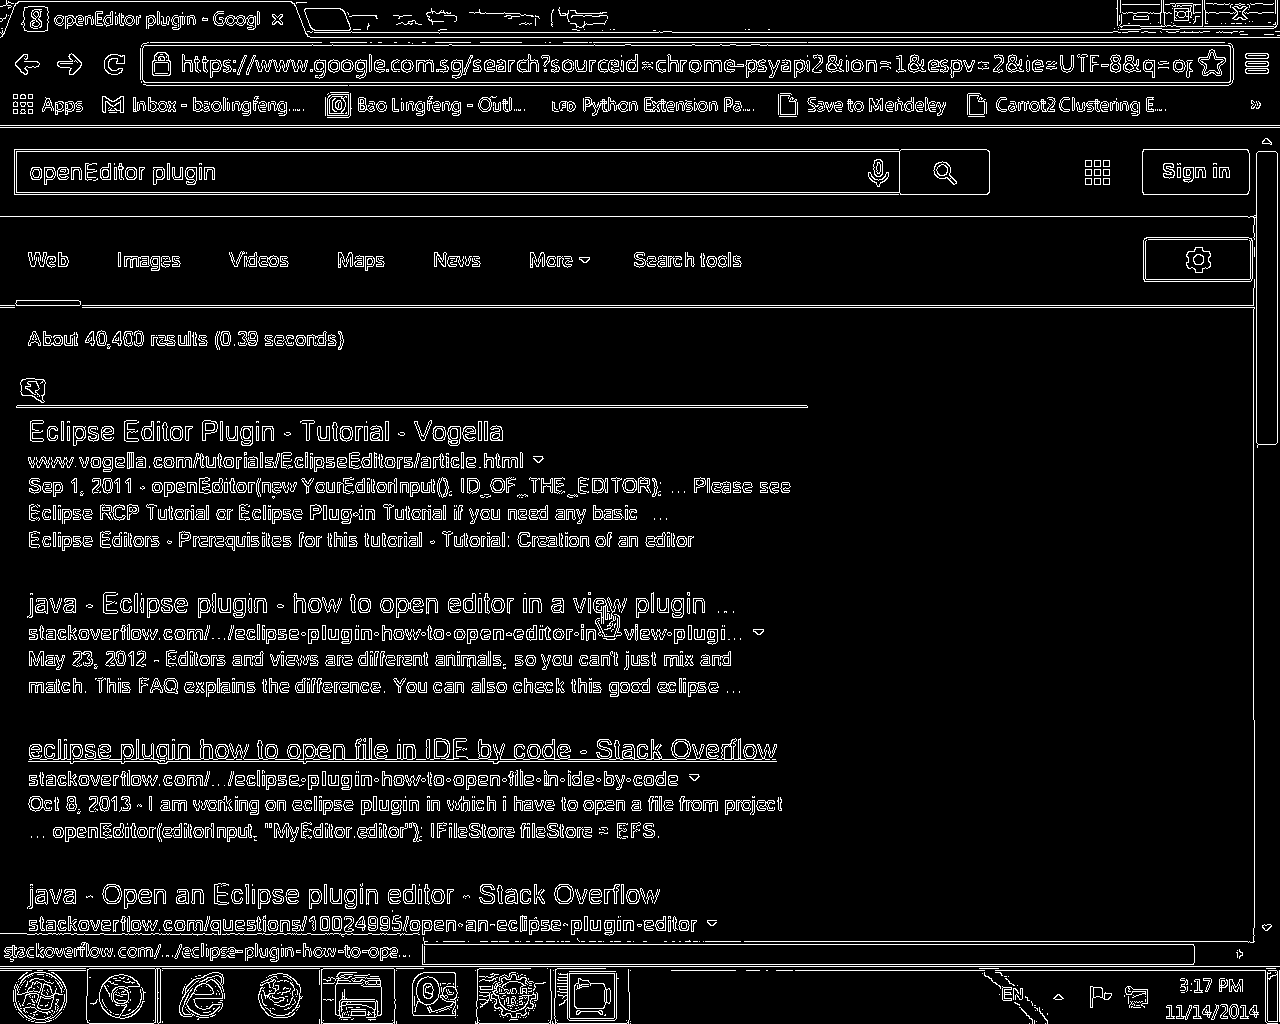 openEditor plugin - Googl
https://www.google.com.sg/search?sourceid=chrome-psyapi2&ion=1&espv=2&ie=UTF-8&q=op
Apps Inbox - baolingfeng.... Bao Lingfeng - Outl... Python Extension Pa... Save to Mendeley Carrot2 Clustering E... »
openEditor plugin
Sign in
Web Images Videos Maps News More Search tools
About 40,400 results (0.39 seconds)
Eclipse Editor Plugin - Tutorial - Vogella
www.vogella.com/tutorials/EclipseEditors/article.html
Sep 1, 2011 - openEditor(new YourEditorInput(), ID_OF_THE_EDITOR); ... Please see
Eclipse RCP Tutorial or Eclipse Plug-in Tutorial if you need any basic ...
Eclipse Editors - Prerequisites for this tutorial - Tutorial: Creation of an editor
java - Eclipse plugin - how to open editor in a view plugin ...
stackoverflow.com/.../eclipse-plugin-how-to-open-editor-in view-plugi...
May 23, 2012 - Editors and views are different animals, so you can't just mix and
match. This FAQ explains the difference. You can also check this good eclipse ...
eclipse plugin how to open file in IDE by code - Stack Overflow
stackoverflow.com/.../eclipse-plugin-how-to-open-file-in-ide-by-code
Oct 8, 2013 - I am working on eclipse plugin in which i have to open a file from project
... openEditor(editorInput, "MyEditor.editor"); IFileStore fileStore = EFS.
java - Open an Eclipse plugin editor - Stack Overflow
stackoverflow.com/questions/10024995/open-an-eclipse-plugin-editor
stackoverflow.com/.../eclipse-plugin-how-to-ope...
EN
3:17 PM
11/14/2014